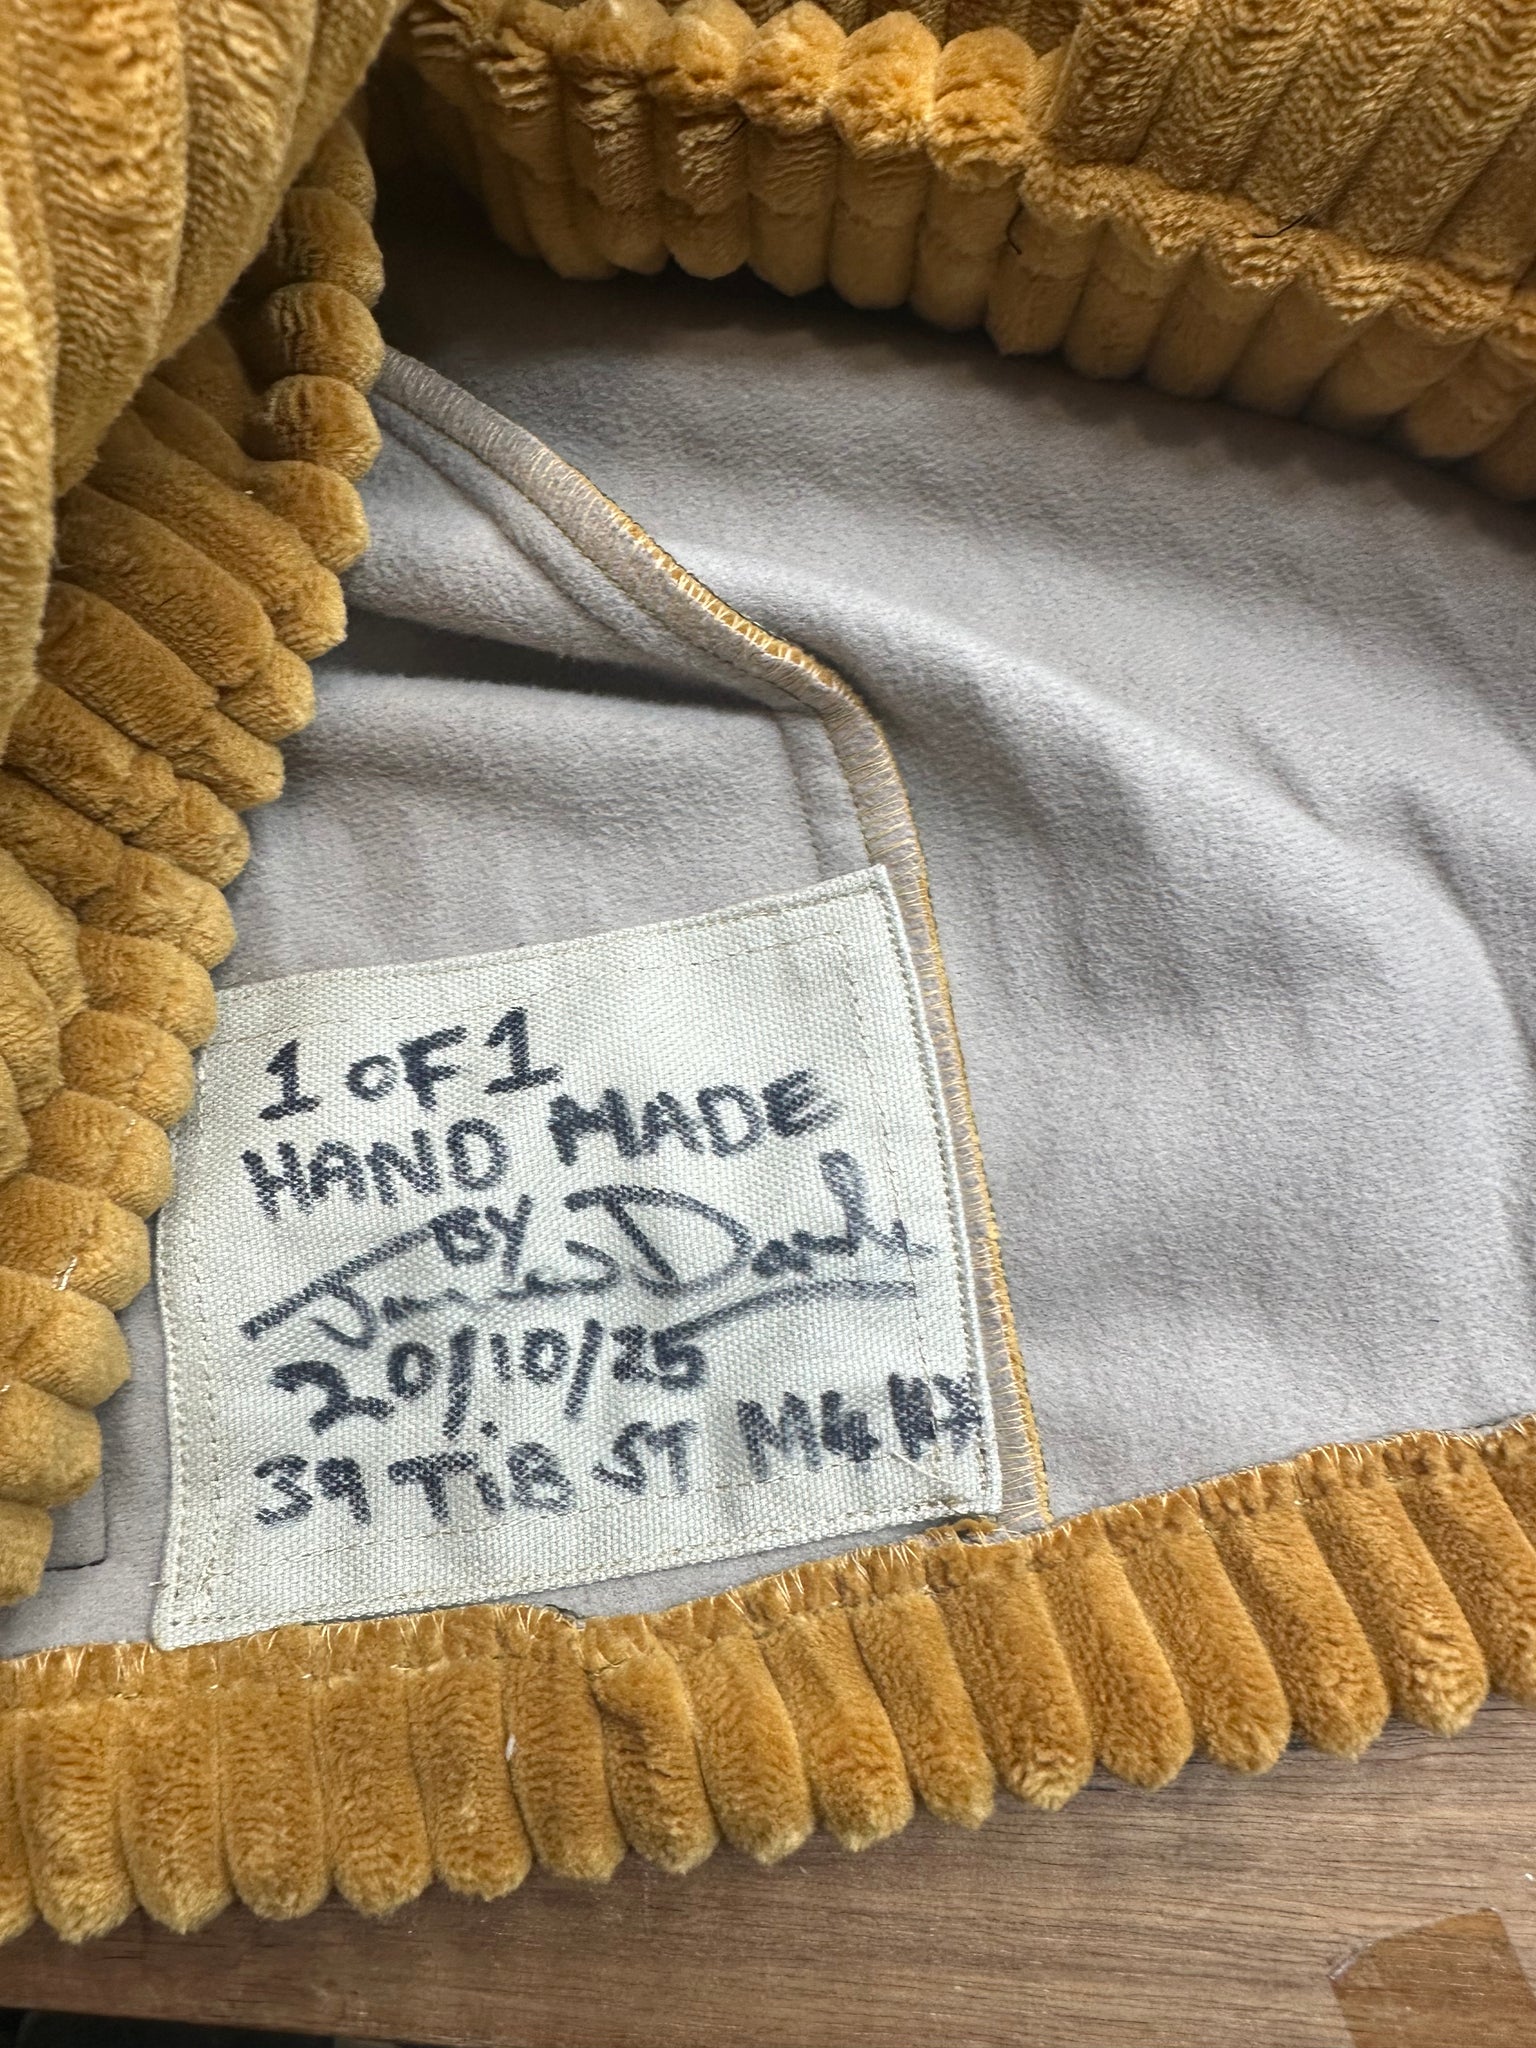 1 OF 1
HAND MADE
BY
20/10/25
39 TiB ST M4